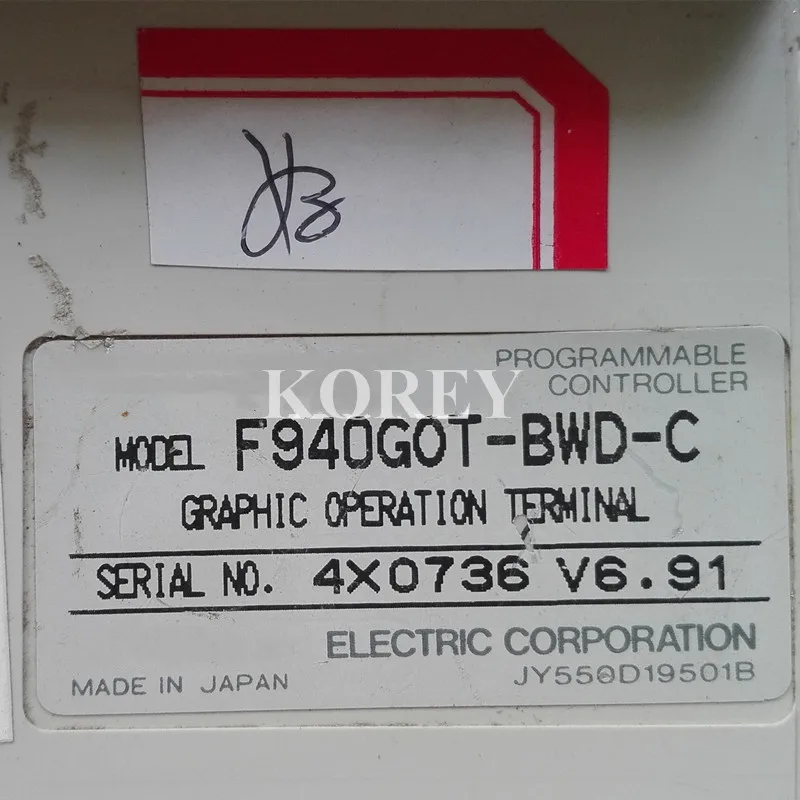 好
PROGRAMMABLE
CONTROLLER
KOREY
MODEL F940GOT-BWD-C
GRAPHIC OPERATION TERMINAL
SERIAL NO. 4X0736 V6.91
ELECTRIC CORPORATION
MADE IN JAPAN JY550D19501B